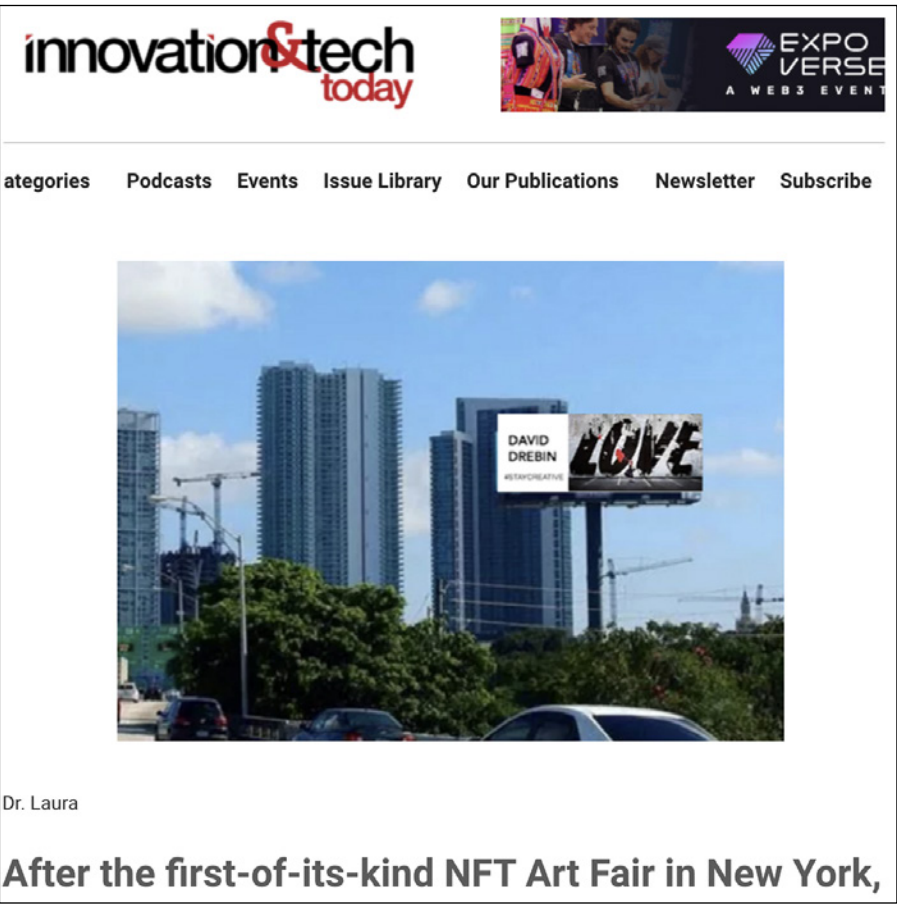 innovation&tech
today
EXPO
VERSE
A WEB3 EVENT
ategories Podcasts Events Issue Library Our Publications Newsletter Subscribe
DAVID
DREBIN
#STAYCREATIVE
LOVE
Dr. Laura
After the first-of-its-kind NFT Art Fair in New York,